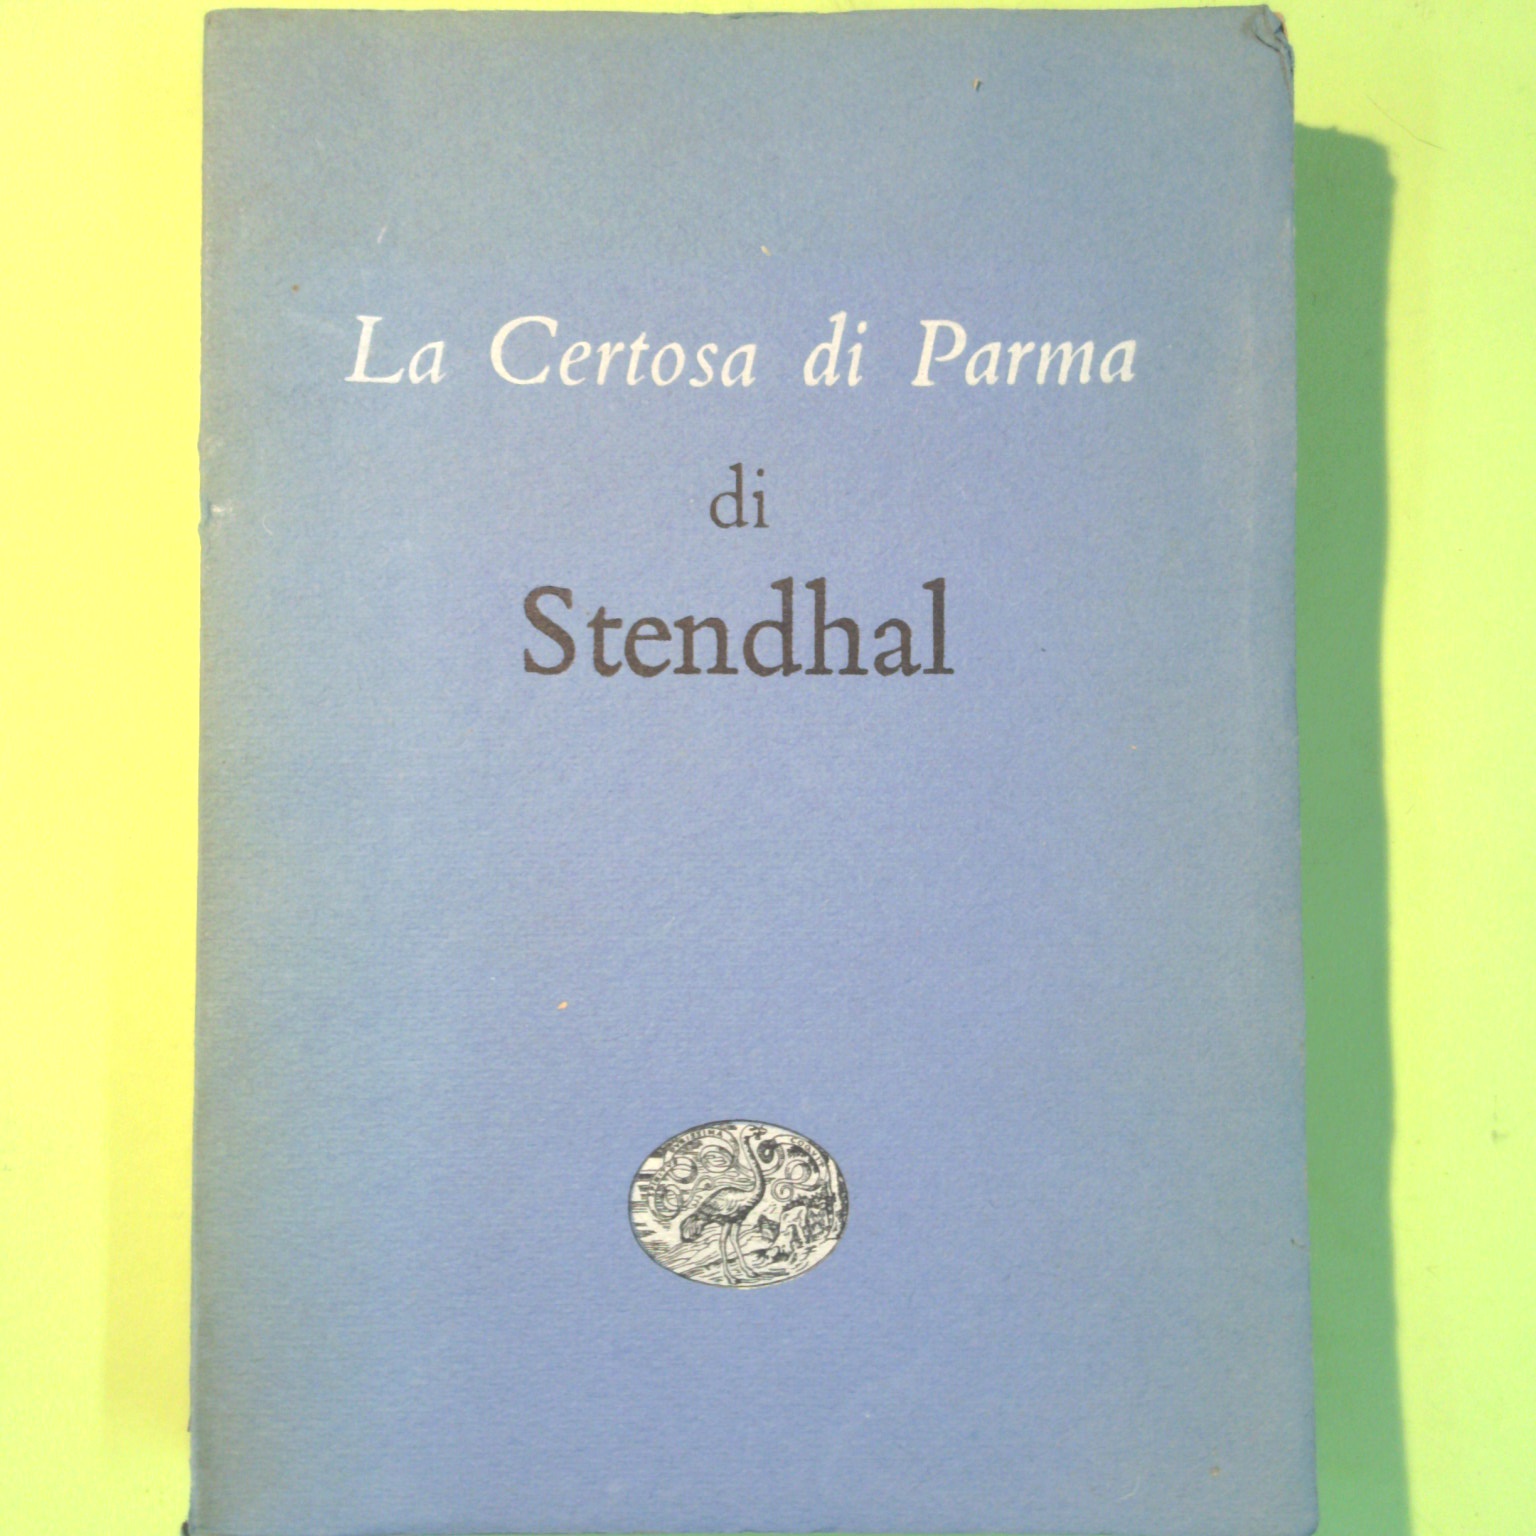 La Certosa di Parma
di
Stendhal